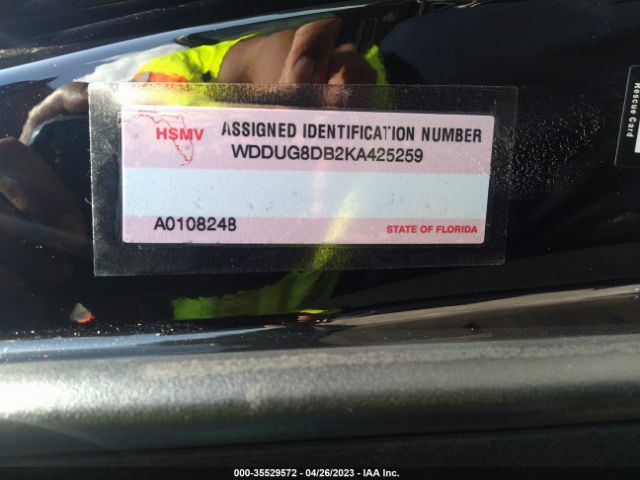 HSMV
ASSIGNED IDENTIFICATION NUMBER
WDDUG8DB2KA425259
A0108248
STATE OF FLORIDA
Rescue Card
000-35529572 - 04/26/2023 - IAA Inc.